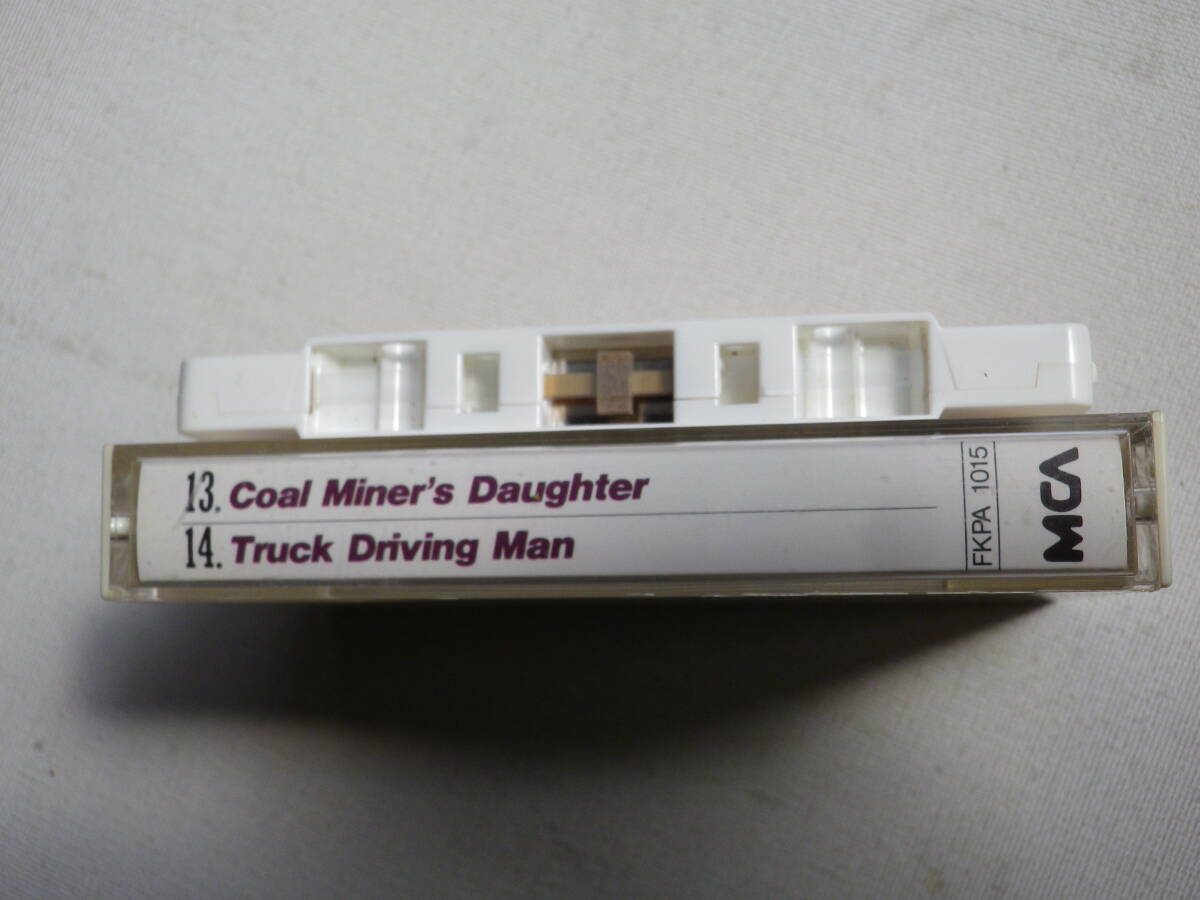 13. Coal Miner's Daughter
14. Truck Driving Man
FKPA 1015
MCA